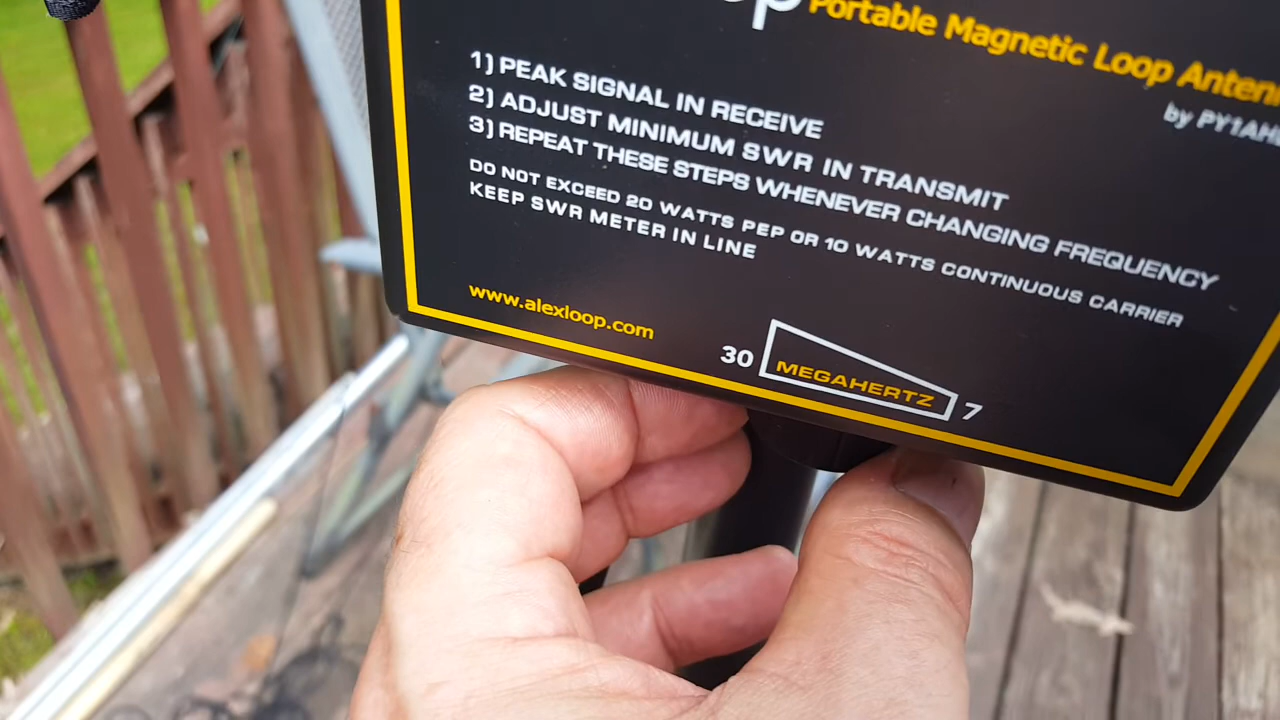 Portable Magnetic Loop
by PY1AH
1) PEAK SIGNAL IN RECEIVE
2) ADJUST MINIMUM SWR IN TRANSMIT
3) REPEAT THESE STEPS WHENEVER CHANGING FREQUENCY
DO NOT EXCEED 20 WATTS PEP OR 10 WATTS CONTINUOUS CARRIER
KEEP SWR METER IN LINE
www.alexloop.com
30 MEGAHERTZ 7